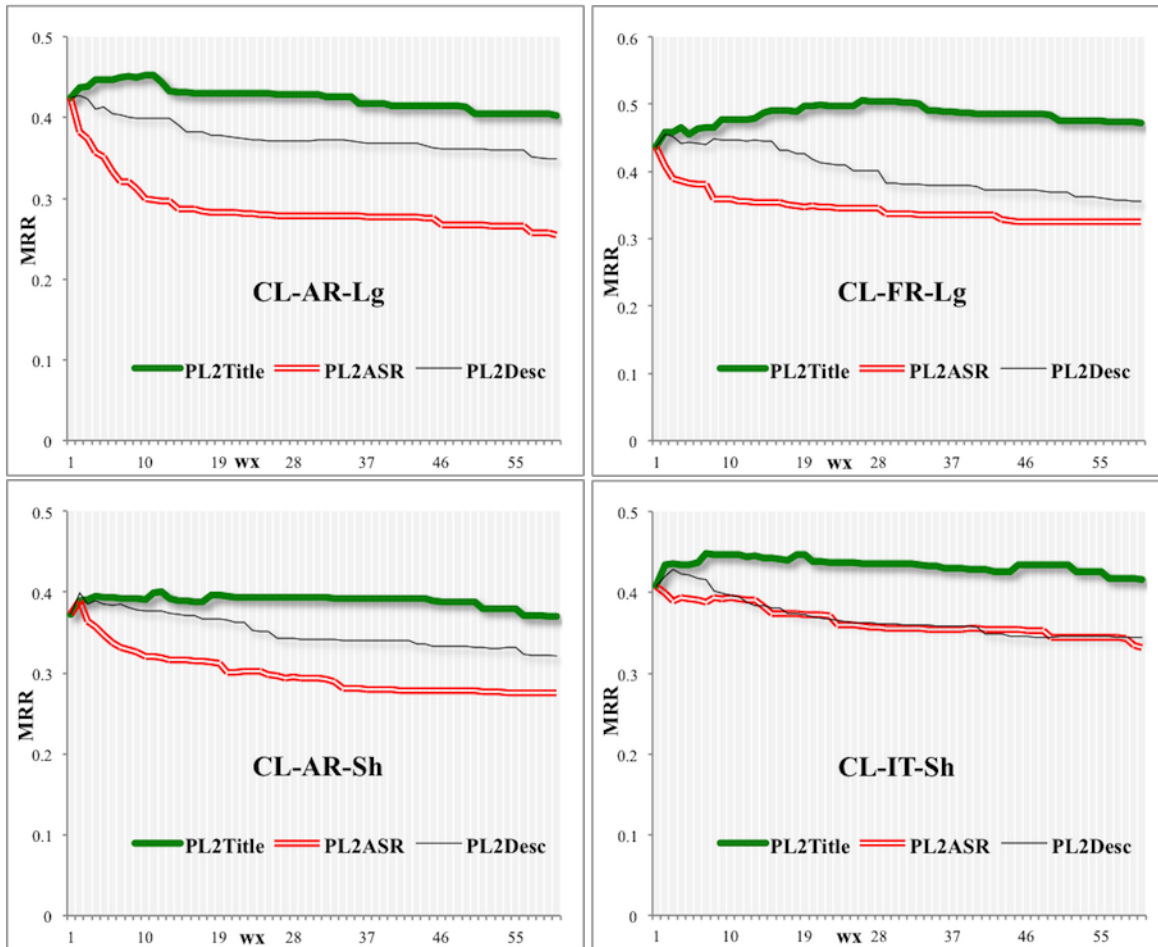 0.5
0.4
0.3
0.2
0.1
0
MRR
CL-AR-Lg
PL2Title PL2ASR PL2Desc
1 10 19 wx 28 37 46 55
0.6
0.5
0.4
0.3
0.2
0.1
0
MRR
CL-FR-Lg
PL2Title PL2ASR PL2Desc
1 10 19 wx 28 37 46 55
0.5
0.4
0.3
0.2
0.1
0
MRR
CL-AR-Sh
PL2Title PL2ASR PL2Desc
1 10 19 wx 28 37 46 55
0.5
0.4
0.3
0.2
0.1
0
MRR
CL-IT-Sh
PL2Title PL2ASR PL2Desc
1 10 19 wx 28 37 46 55